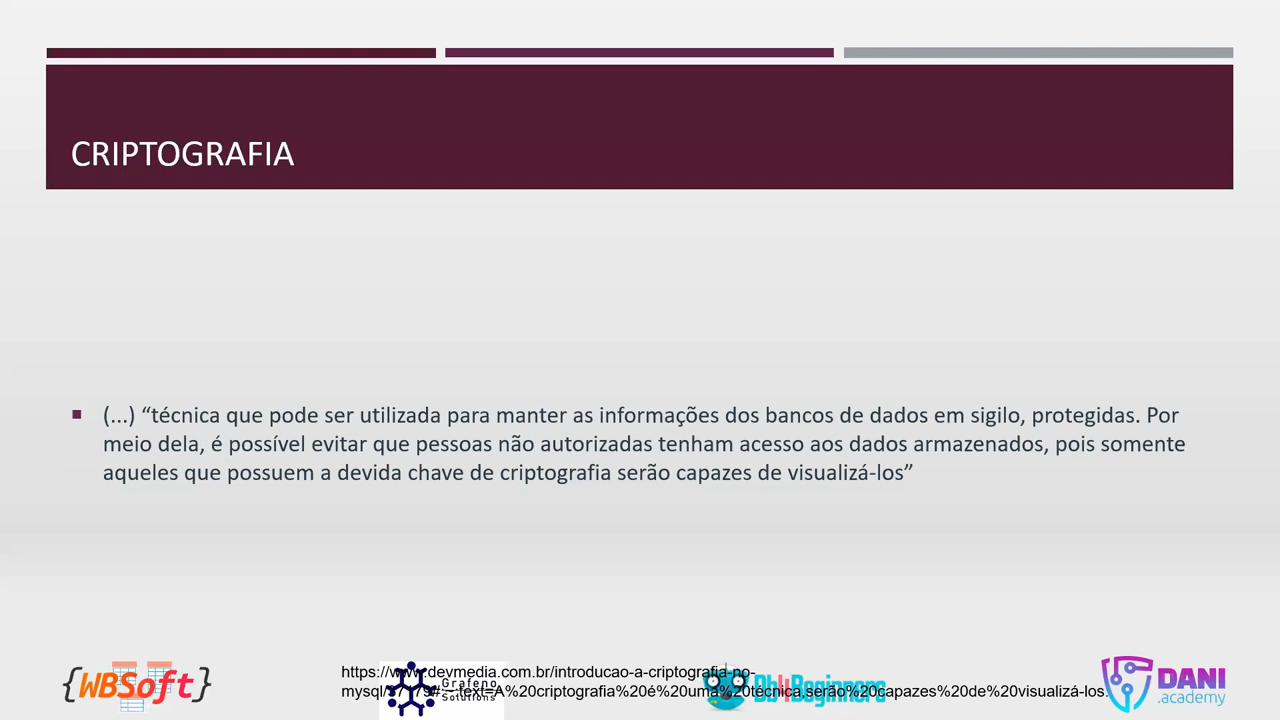 CRIPTOGRAFIA
(...) “técnica que pode ser utilizada para manter as informações dos bancos de dados em sigilo, protegidas. Por
meio dela, é possível evitar que pessoas não autorizadas tenham acesso aos dados armazenados, pois somente
aqueles que possuem a devida chave de criptografia serão capazes de visualizá-los”
{WBSoft}
https://www.devmedia.com.br/introducao-a-criptografia-no-
text=A%20criptografia%20é%20uma%20técnica,serão%20capazes%20de%20visualizá-los.
Grafeno
Solutions
Db4Beginners
DANI
.academy